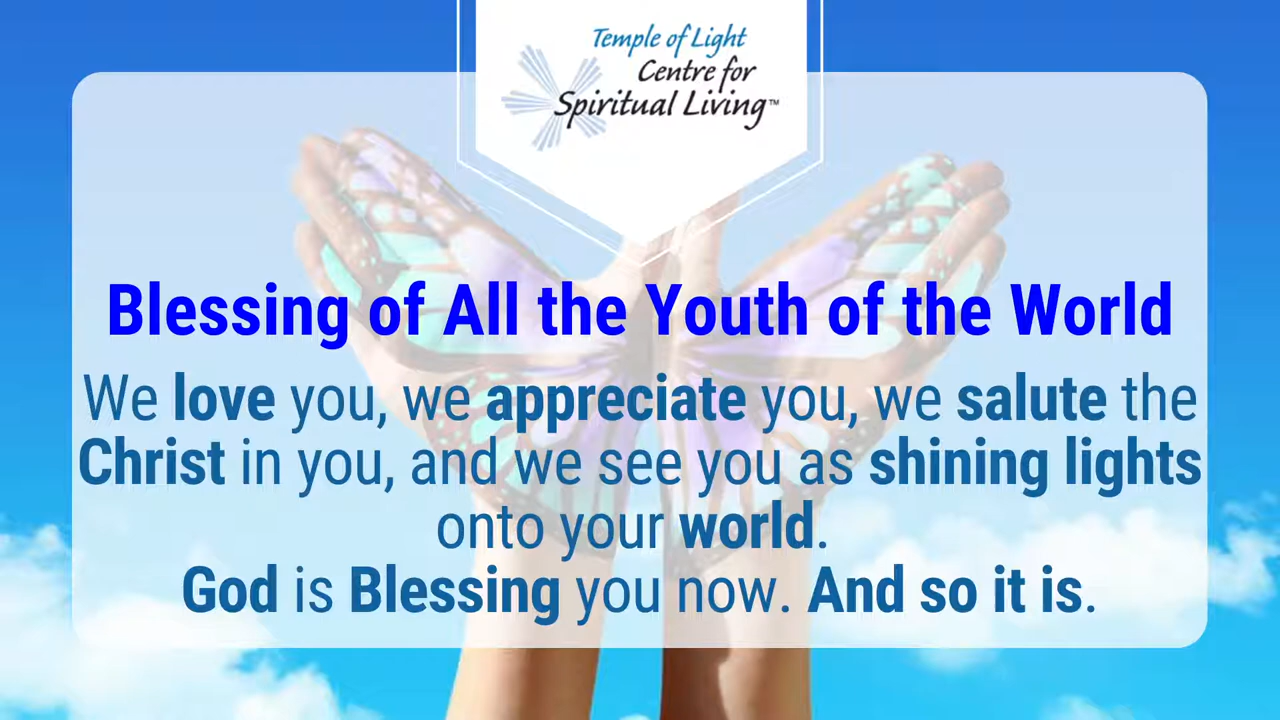 Temple of Light
Centre for
Spiritual Living™
Blessing of All the Youth of the World
We love you, we appreciate you, we salute the
Christ in you, and we see you as shining lights
onto your world.
God is Blessing you now. And so it is.